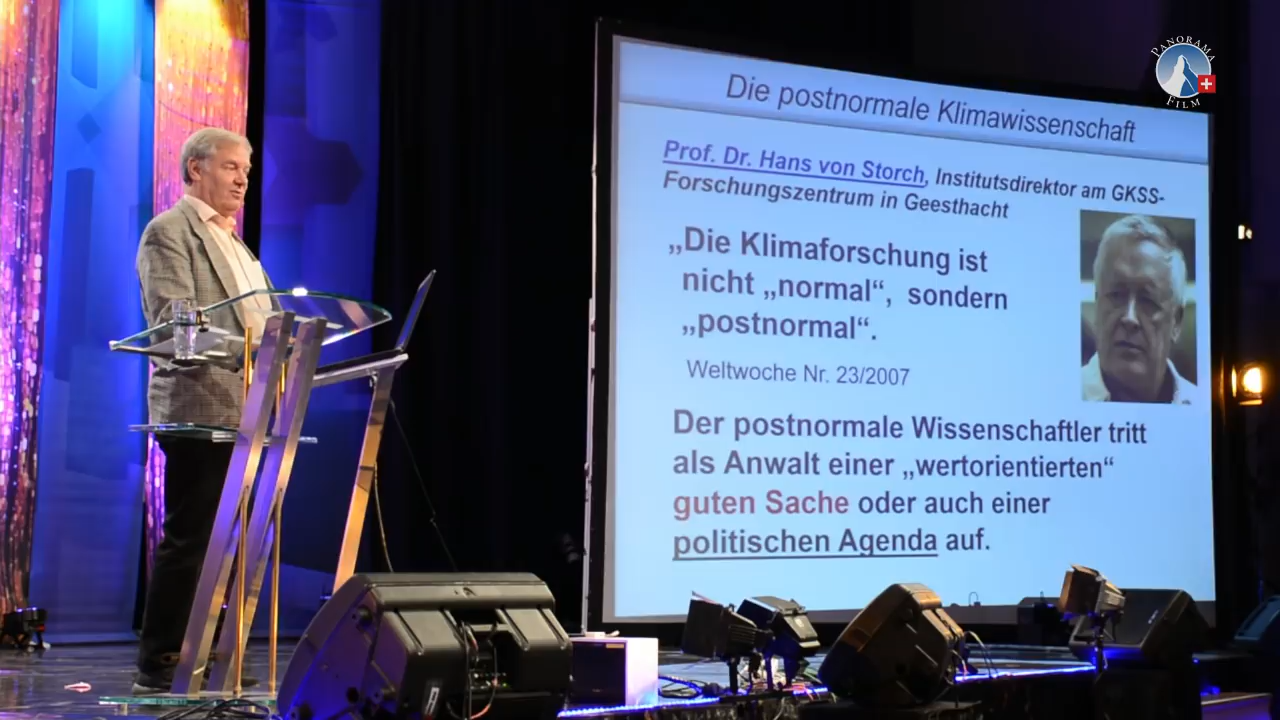 PANORAMA
FILM
Die postnormale Klimawissenschaft
Prof. Dr. Hans von Storch, Institutsdirektor am GKSS-
Forschungszentrum in Geesthacht
„Die Klimaforschung ist
nicht „normal“, sondern
„postnormal“.
Weltwoche Nr. 23/2007
Der postnormale Wissenschaftler tritt
als Anwalt einer „wertorientierten“
guten Sache oder auch einer
politischen Agenda auf.